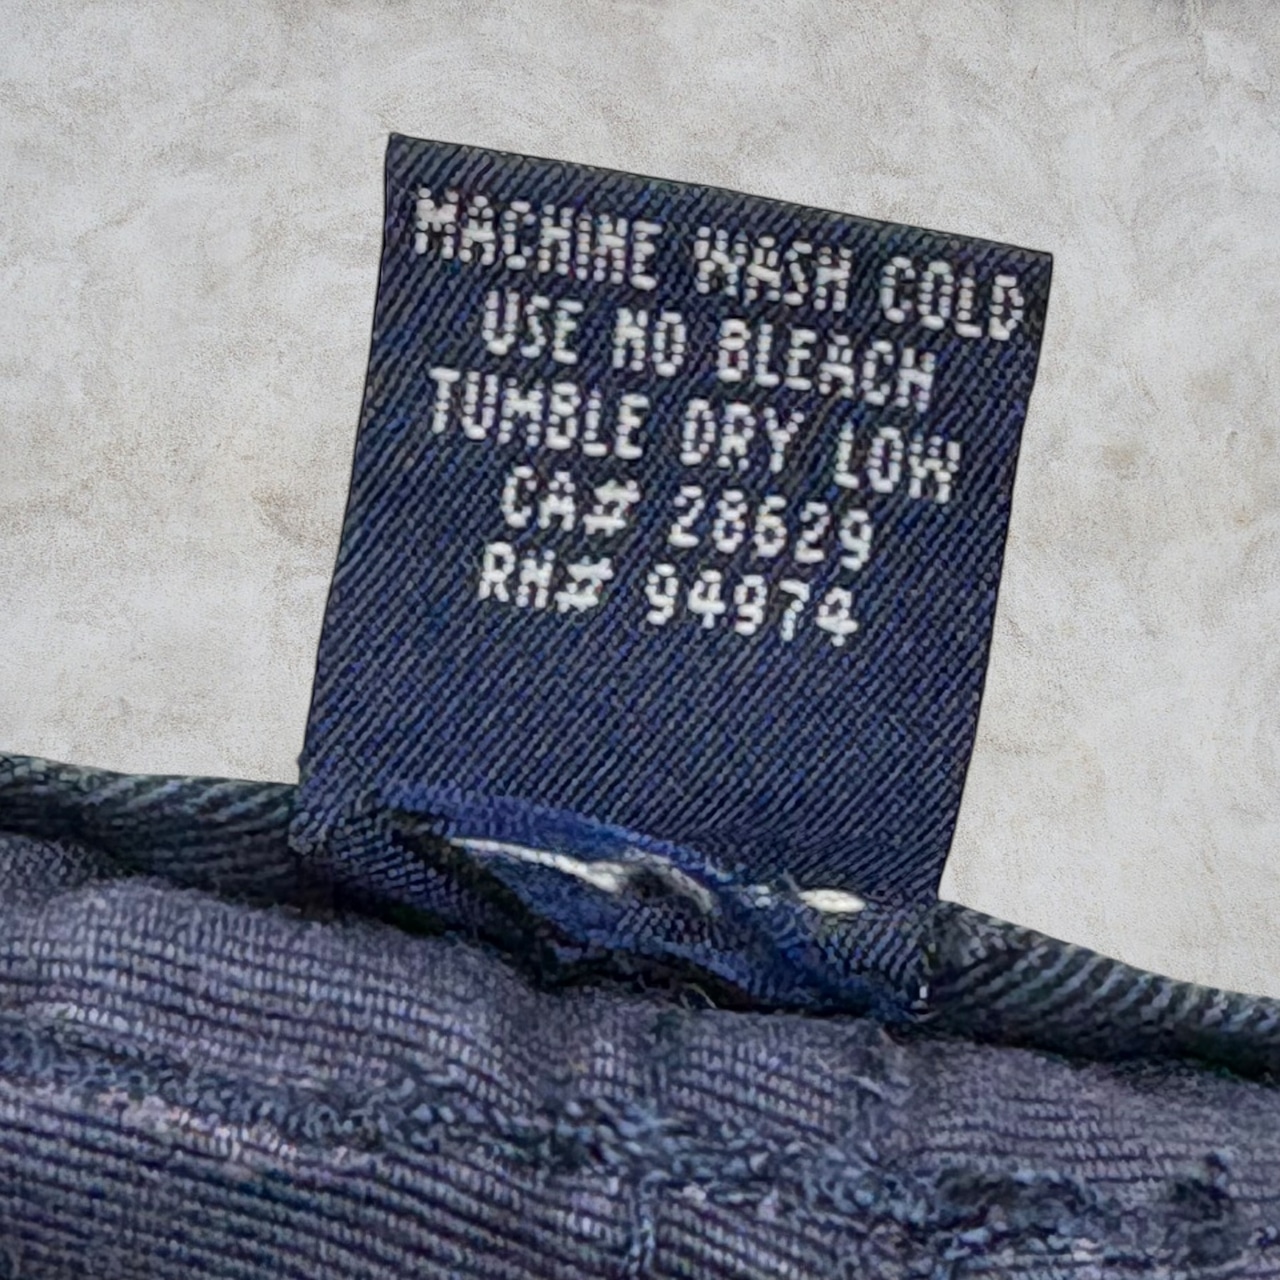 MACHINE WASH COLD
USE NO BLEACH
TUMBLE DRY LOW
CA# 28629
RN# 94974